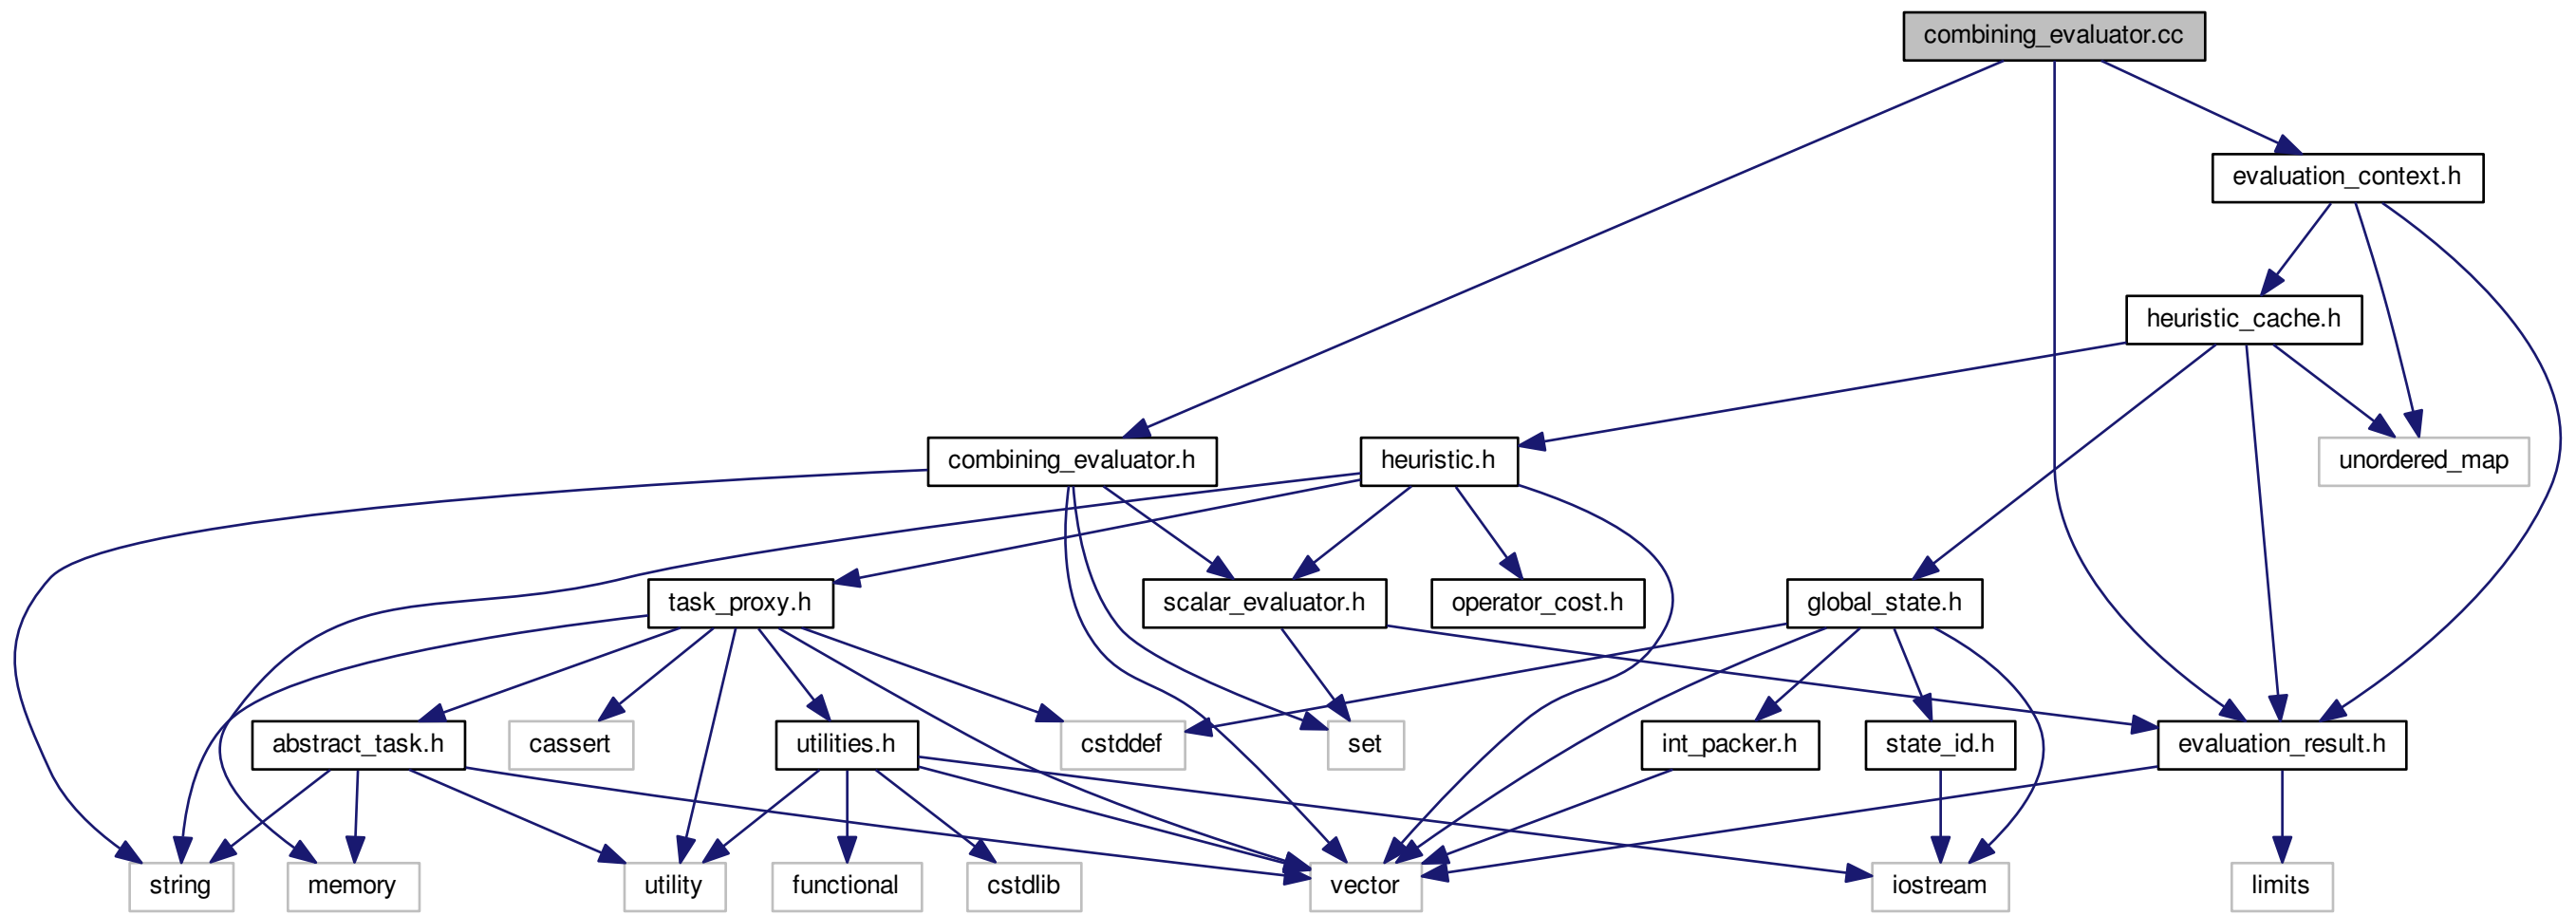 combining_evaluator.cc
evaluation_context.h
heuristic_cache.h
combining_evaluator.h
heuristic.h
unordered_map
task_proxy.h
scalar_evaluator.h
operator_cost.h
global_state.h
abstract_task.h
cassert
utilities.h
cstddef
set
int_packer.h
state_id.h
evaluation_result.h
string
memory
utility
functional
cstdlib
vector
iostream
limits